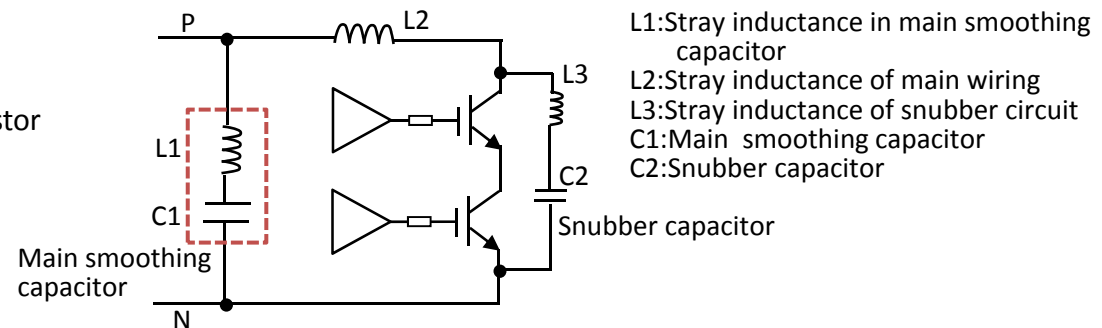 P
L2
L1:Stray inductance in main smoothing
capacitor
L3
L2:Stray inductance of main wiring
L3:Stray inductance of snubber circuit
stor
C1:Main smoothing capacitor
L1
C2:Snubber capacitor
C2
C1
Snubber capacitor
Main smoothing
capacitor
N